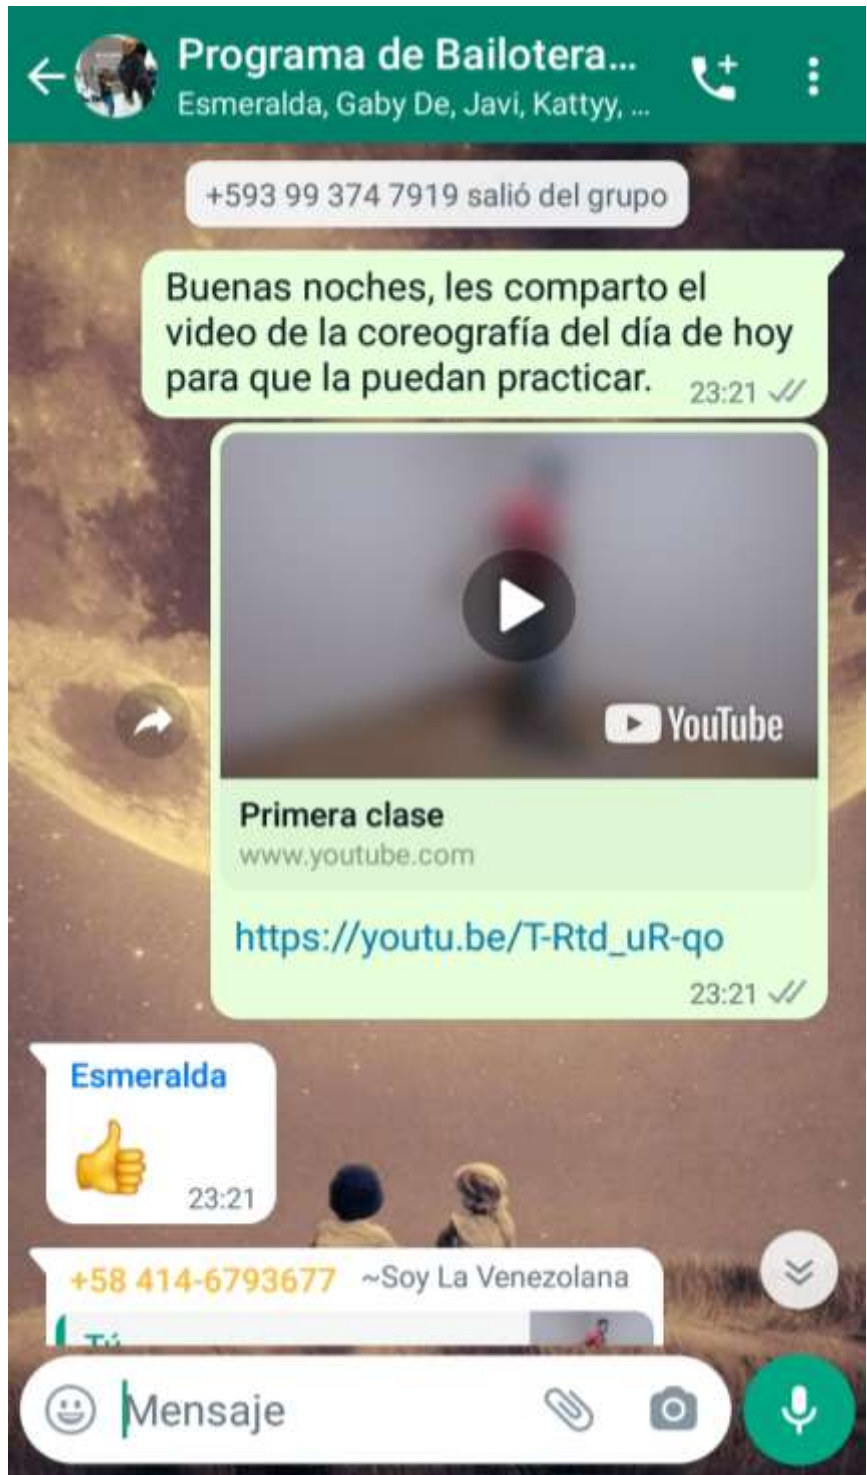 Programa de Bailotera...
Esmeralda, Gaby De, Javi, Kattyy, ...
+593 99 374 7919 salió del grupo
Buenas noches, les comparto el
video de la coreografía del día de hoy
para que la puedan practicar.
23:21
YouTube
Primera clase
www.youtube.com
https://youtu.be/T-Rtd_uR-qo
23:21
Esmeralda
23:21
+58 414-6793677 ~Soy La Venezolana
Tú
Mensaje